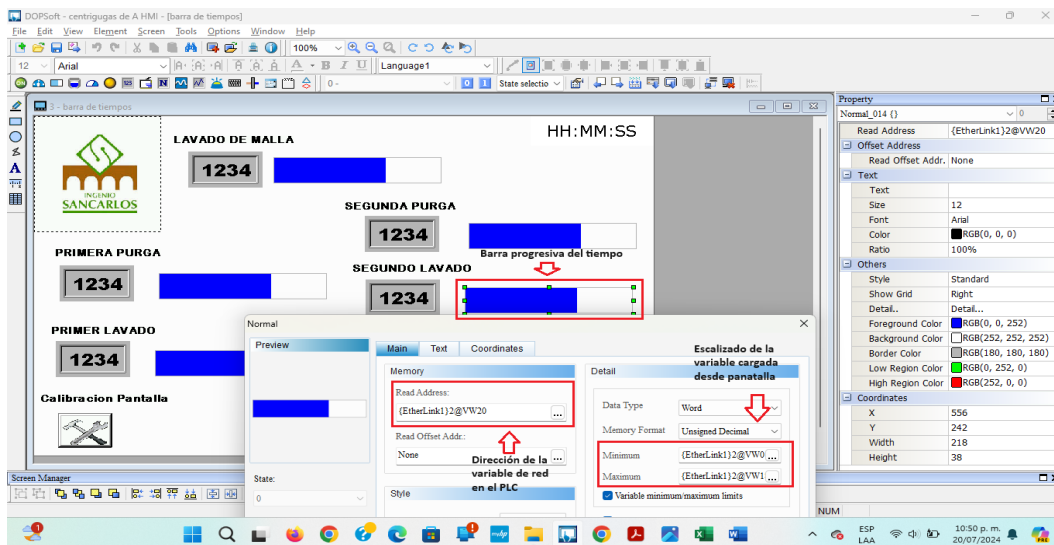 DOPSoft - centrigugas de A HMI - [barra de tiempos]
File Edit View Element Screen Tools Options Window Help
100%
12 Arial A A A A A A A B I U Language1
0 - 0 1 State selectio
3 - barra de tiempos
INGENIO
SANCARLOS
LAVADO DE MALLA
1234
HH:MM:SS
SEGUNDA PURGA
1234
Barra progresiva del tiempo
PRIMERA PURGA
1234
SEGUNDO LAVADO
1234
PRIMER LAVADO
1234
Calibracion Pantalla
Property
Normal_014 {}
0
Read Address {EtherLink1}2@VW20
Offset Address
Read Offset Addr. None
Text
Text
Size 12
Font Arial
Color RGB(0, 0, 0)
Ratio 100%
Others
Style Standard
Show Grid Right
Detail.. Detail...
Foreground Color RGB(0, 0, 252)
Background Color RGB(252, 252, 252)
Border Color RGB(180, 180, 180)
Low Region Color RGB(0, 252, 0)
High Region Color RGB(252, 0, 0)
Coordinates
X 556
Y 242
Width 218
Height 38
Normal
Preview
State:
0
Main Text Coordinates
Memory
Read Address:
{EtherLink1}2@VW20 ...
Read Offset Addr.:
None ...
Dirección de la
variable de red
en el PLC
Style
Escalizado de la
variable cargada
desde panatalla
Detail
Data Type Word
Memory Format Unsigned Decimal
Minimum {EtherLink1}2@VW0 ...
Maximum {EtherLink1}2@VW1 ...
Variable minimum/maximum limits
Screen Manager
NUM
ESP
LAA
10:50 p. m.
20/07/2024